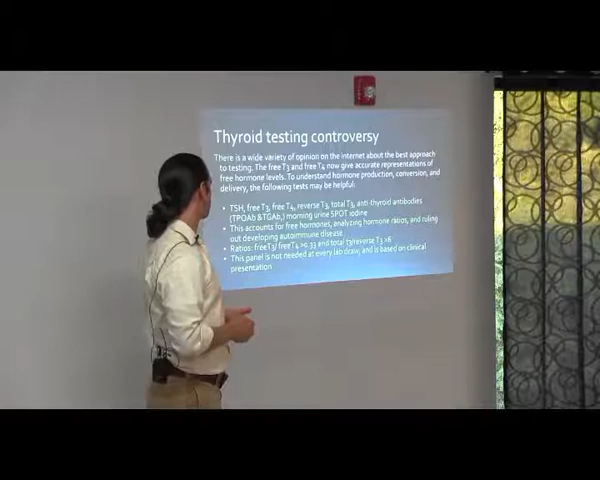 Thyroid testing controversy
There is a wide variety of opinion on the internet about the best approach
to testing. The free T3 and free T4 now give accurate representations of
free hormone levels. To understand hormone production, conversion, and
delivery, the following tests may be helpful:
• TSH, free T3, free T4, reverse T3, total T3, anti-thyroid antibodies
(TPOAb &TGAb,) morning urine SPOT iodine
• This accounts for free hormones, analyzing hormone ratios, and ruling
out developing autoimmune disease
• Ratios: freeT3/ freeT4 >0.33 and total t3/reverse T3 >6
• This panel is not needed at every lab draw, and is based on clinical
presentation